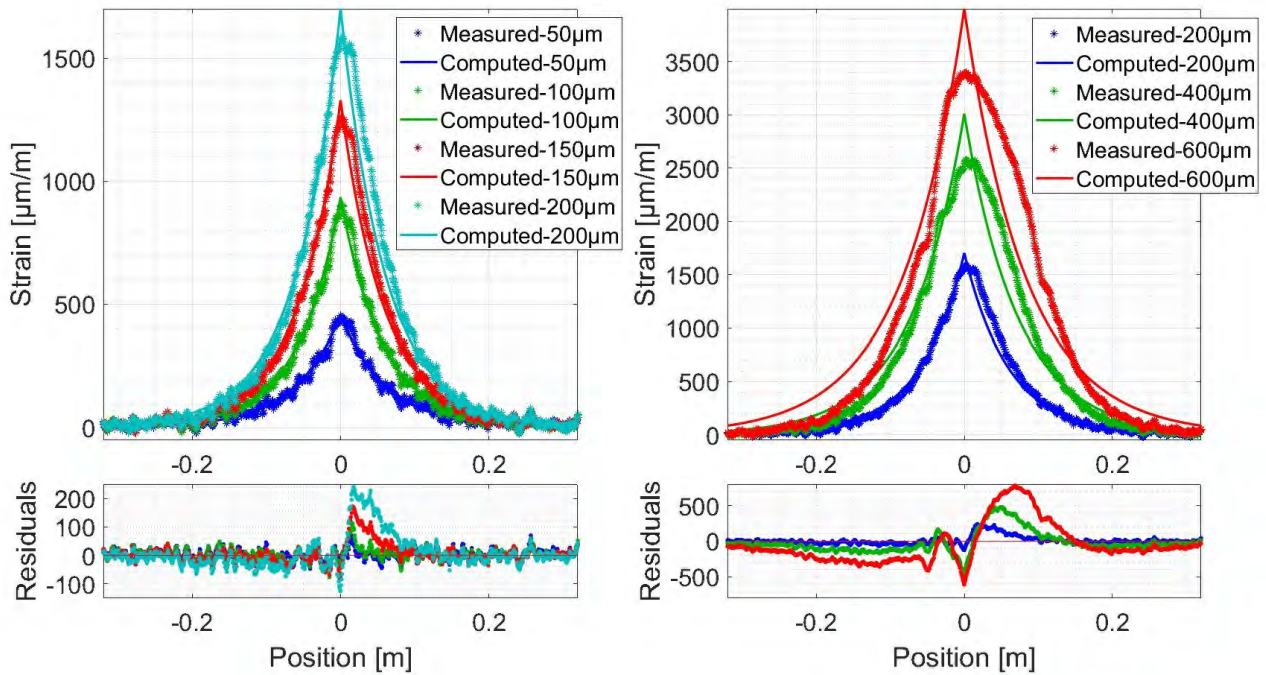 1500
1000
500
0
Strain [µm/m]
-0.2
0
0.2
Measured-50µm
Computed-50µm
Measured-100µm
Computed-100µm
Measured-150µm
Computed-150µm
Measured-200µm
Computed-200µm
200
100
0
-100
Residuals
-0.2
0
0.2
Position [m]
3500
3000
2500
2000
1500
1000
500
0
Strain [µm/m]
-0.2
0
0.2
Measured-200µm
Computed-200µm
Measured-400µm
Computed-400µm
Measured-600µm
Computed-600µm
500
0
-500
Residuals
-0.2
0
0.2
Position [m]